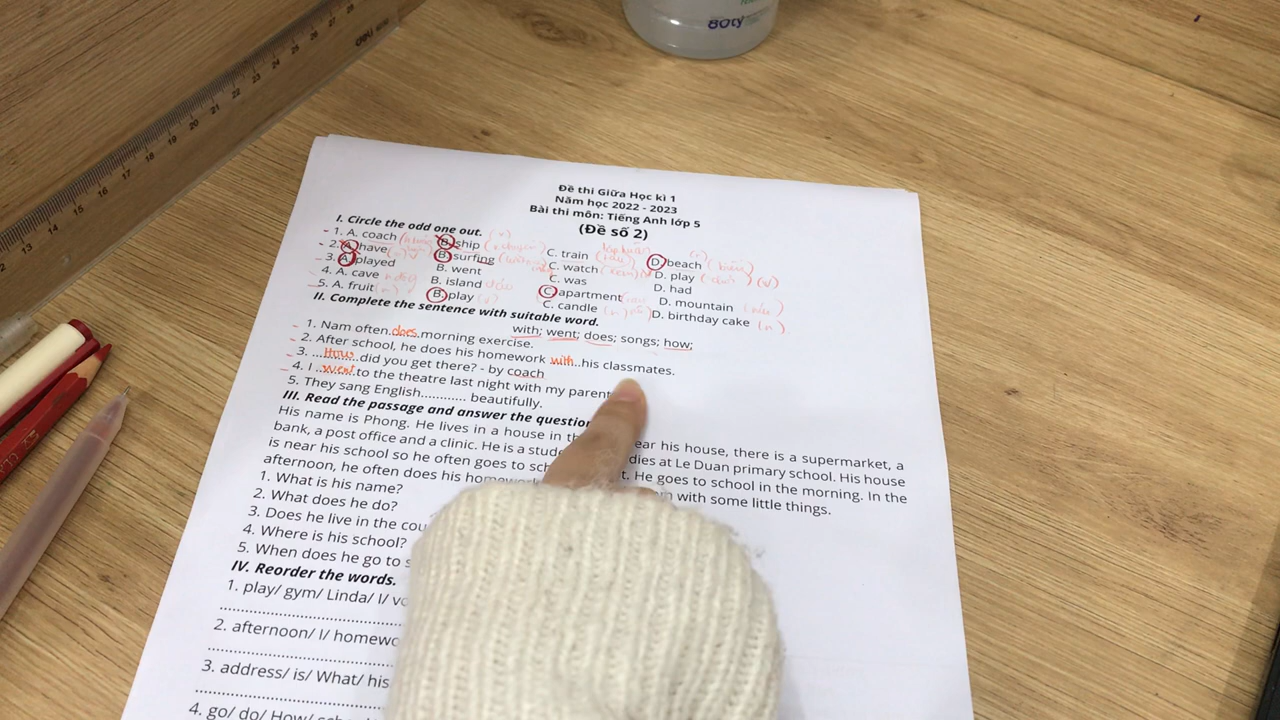 Đề thi Giữa Học kì 1
Năm học 2022 - 2023
Bài thi môn: Tiếng Anh lớp 5
(Đề số 2)
I. Circle the odd one out.
1. A. coach B. ship C. train D. beach
2. A. have B. surfing C. watch D. play
3. A. played B. went C. was D. had
4. A. cave B. island C. apartment D. mountain
5. A. fruit B. play C. candle D. birthday cake
II. Complete the sentence with suitable word.
with; went; does; songs; how;
1. Nam often does morning exercise.
2. After school, he does his homework with his classmates.
3. How did you get there? - by coach
4. I went to the theatre last night with my parent
5. They sang English............ beautifully.
III. Read the passage and answer the question
His name is Phong. He lives in a house in ear his house, there is a supermarket, a
bank, a post office and a clinic. He is a stud dies at Le Duan primary school. His house
is near his school so he often goes to sch t. He goes to school in the morning. In the
afternoon, he often does his homework with some little things.
1. What is his name?
2. What does he do?
3. Does he live in the cou
4. Where is his school?
5. When does he go to s
IV. Reorder the words.
1. play/ gym/ Linda/ I/ vo
2. afternoon/ I/ homewo
3. address/ is/ What/ his
4. go/ do/ How/
deli